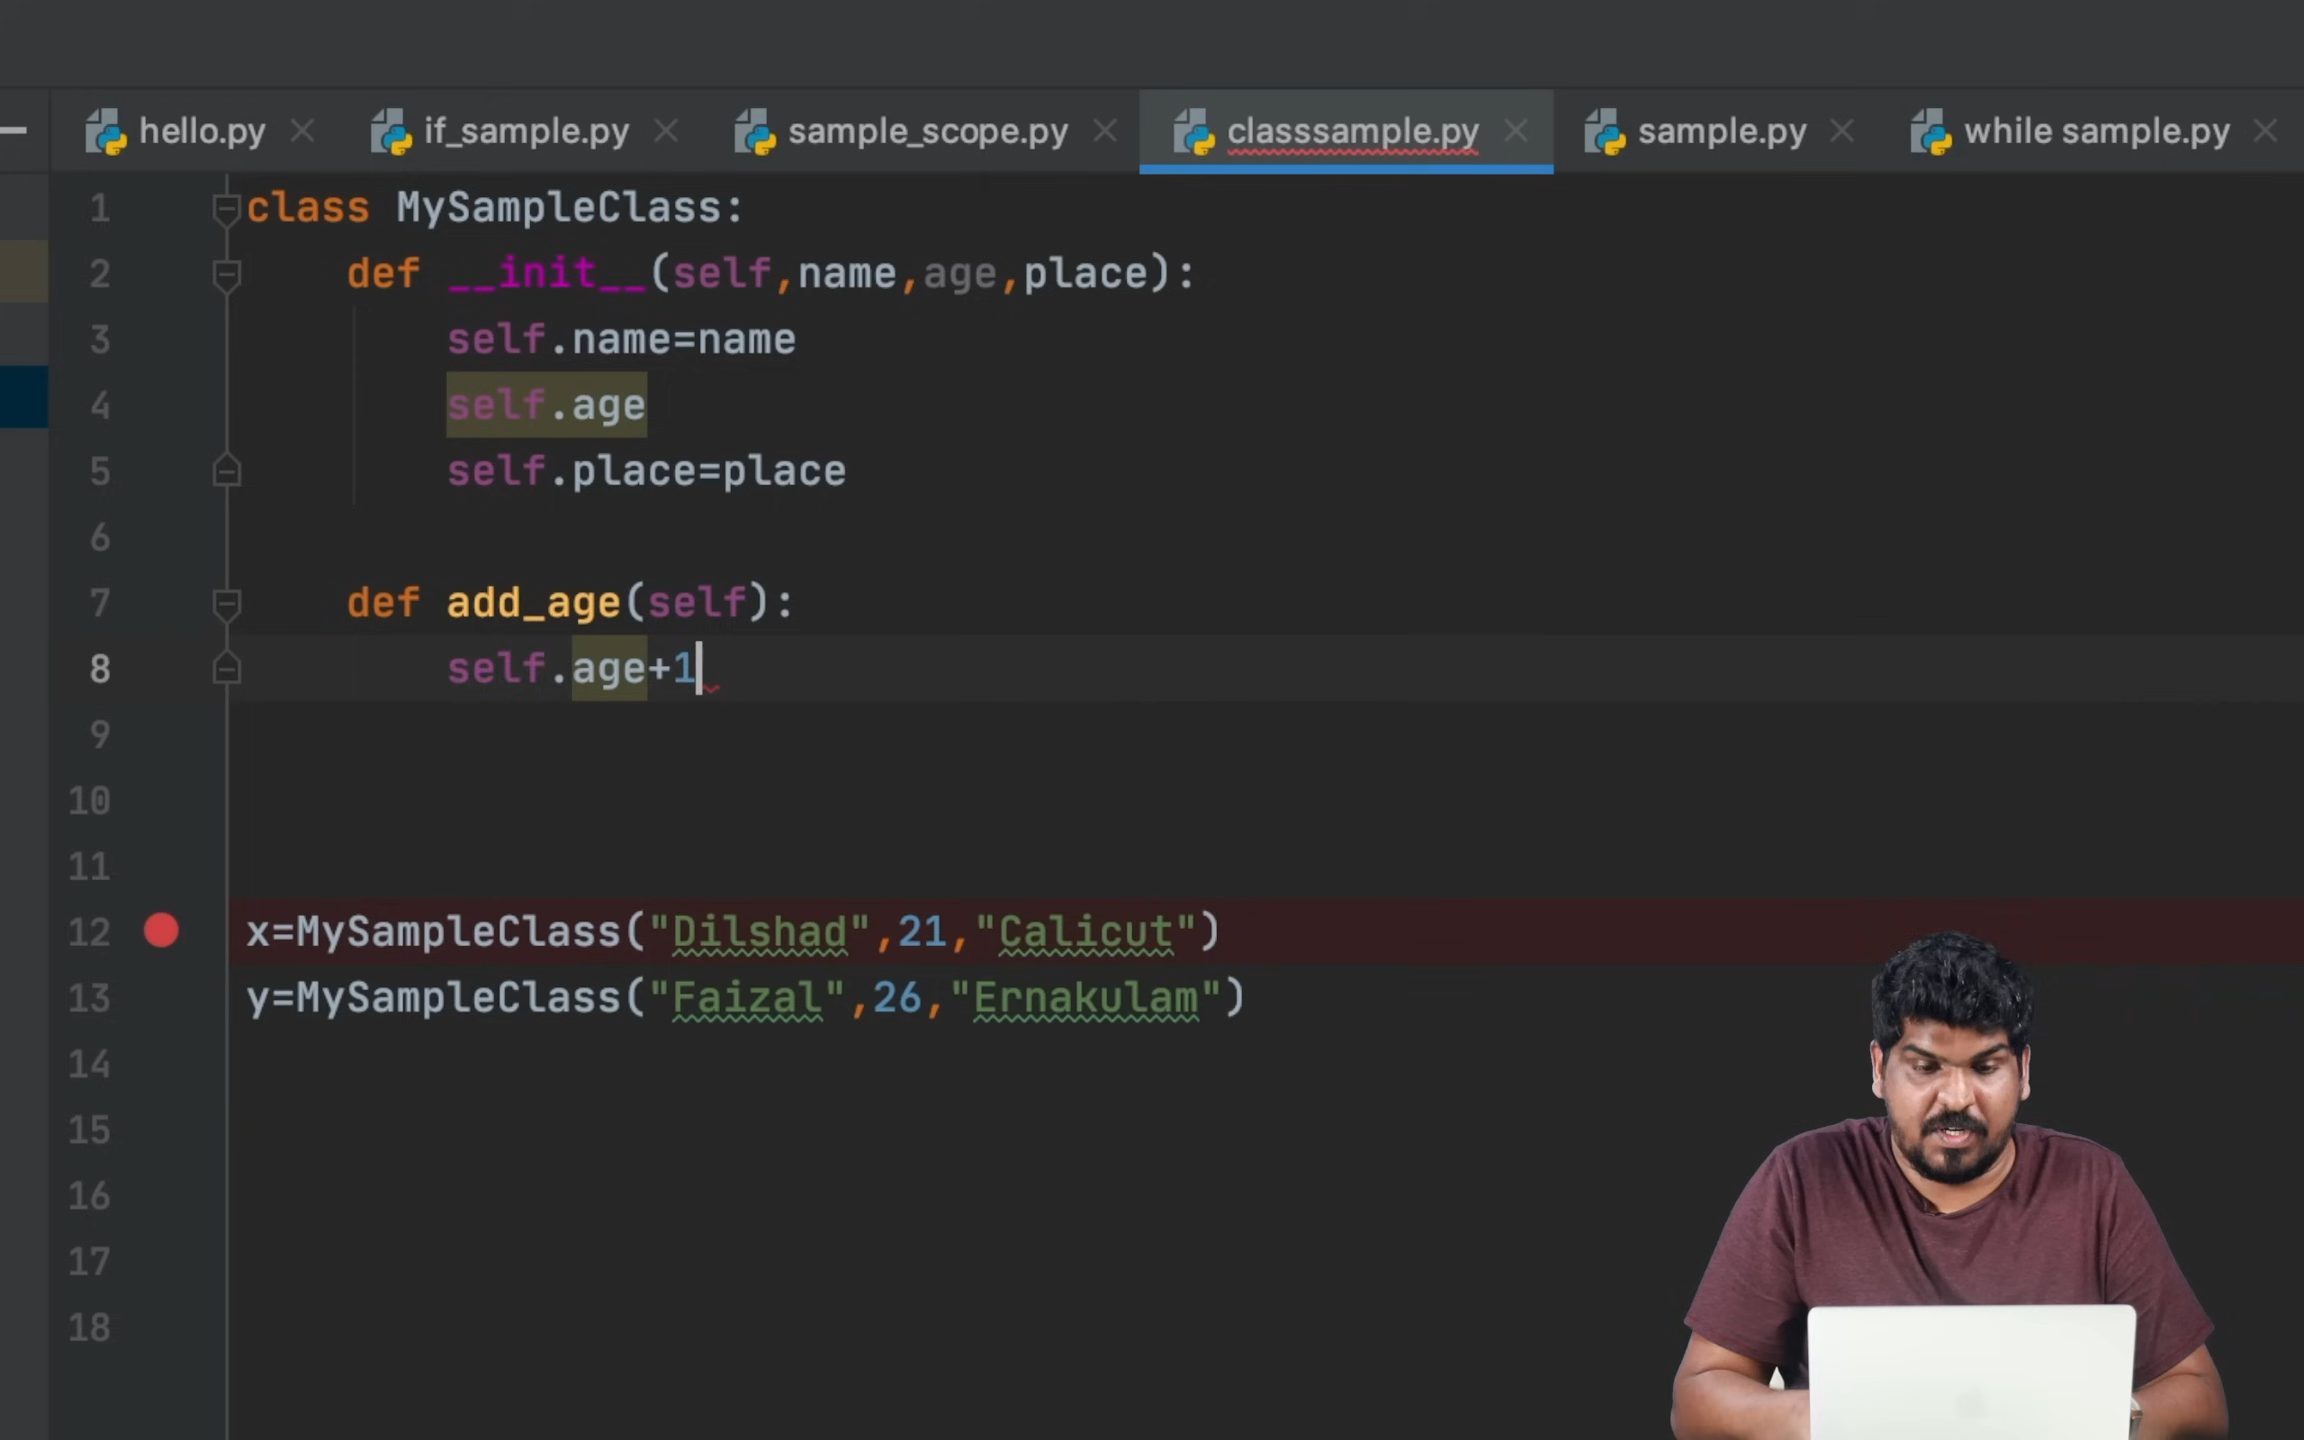 hello.py if_sample.py sample_scope.py classsample.py sample.py while sample.py
1 class MySampleClass:
2 def __init__(self,name,age,place):
3 self.name=name
4 self.age
5 self.place=place
6
7 def add_age(self):
8 self.age+1
9
10
11
12 x=MySampleClass("Dilshad",21,"Calicut")
13 y=MySampleClass("Faizal",26,"Ernakulam")
14
15
16
17
18